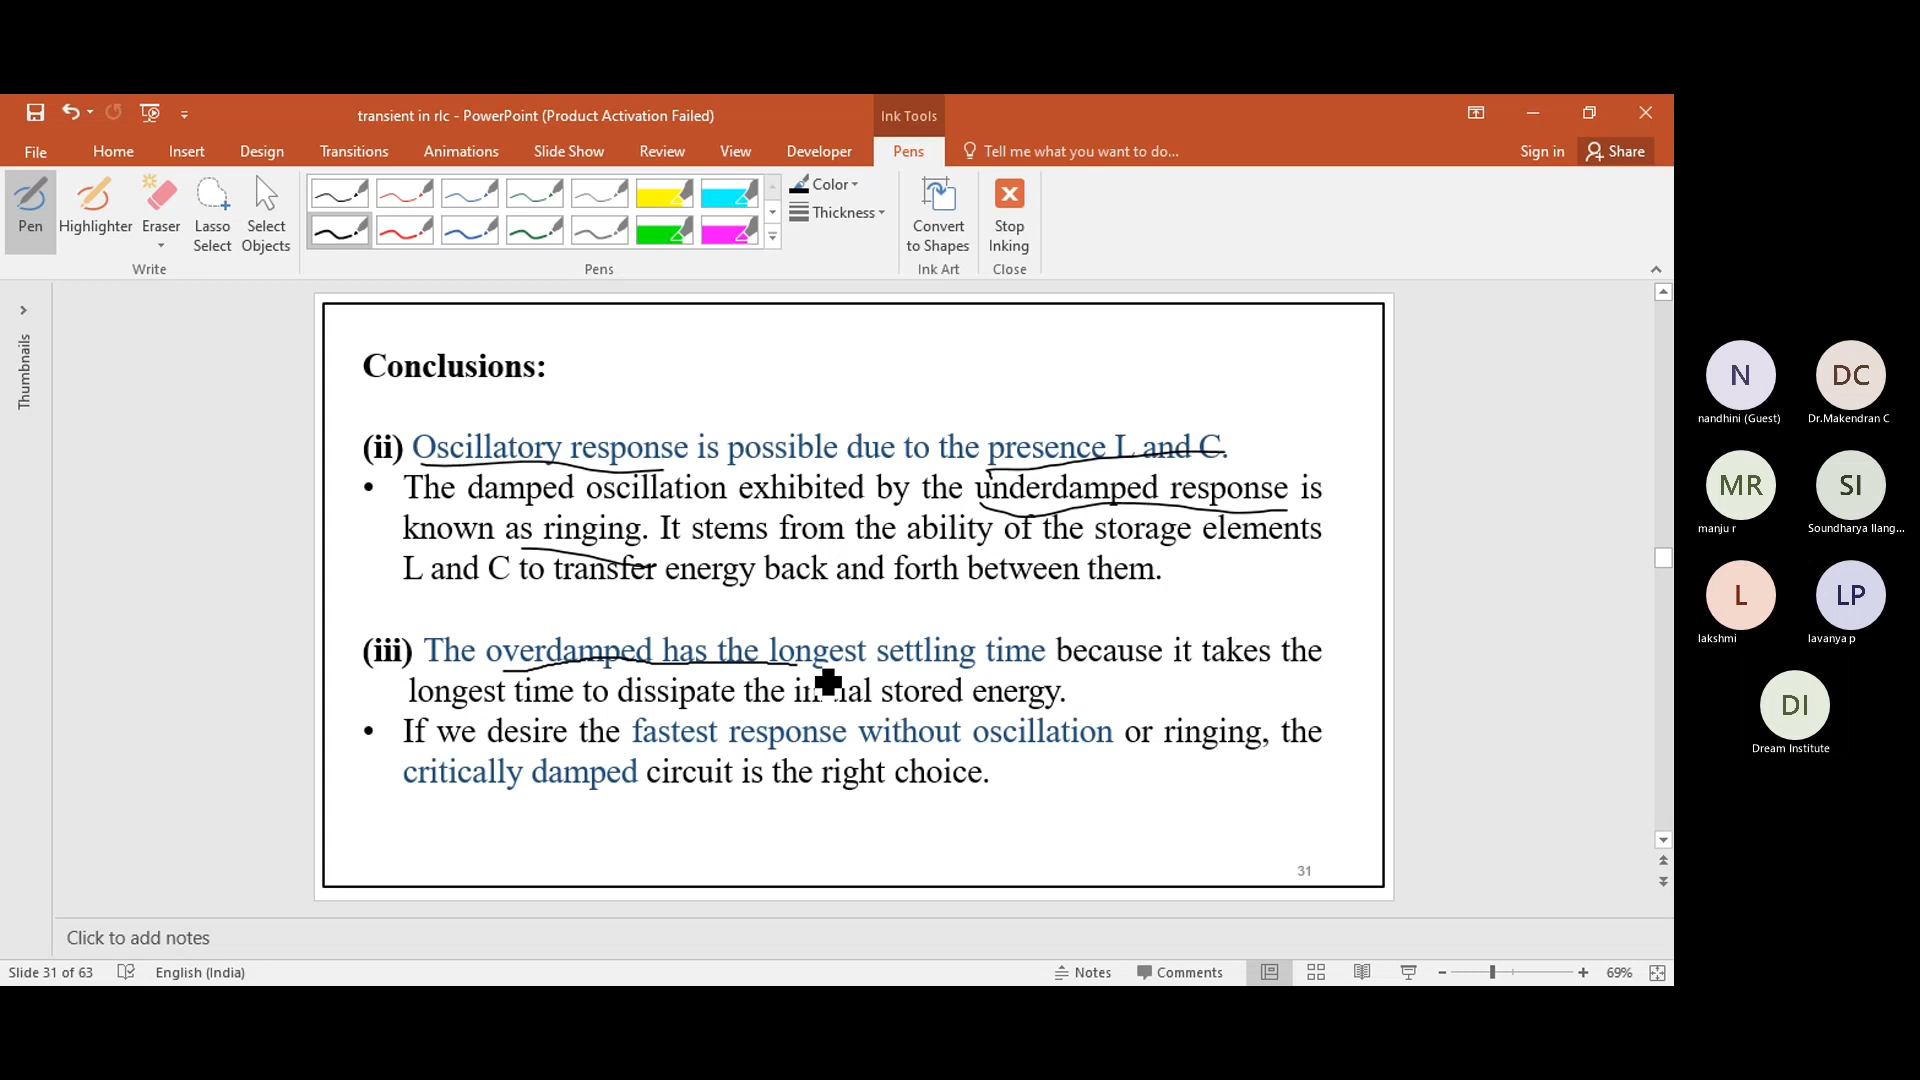 transient in rlc - PowerPoint (Product Activation Failed)
Ink Tools
File Home Insert Design Transitions Animations Slide Show Review View Developer Pens Tell me what you want to do... Sign in Share
Pen Highlighter Eraser Lasso Select Select Objects
Color
Thickness
Convert to Shapes
Stop Inking
Write Pens Ink Art Close
Thumbnails
Conclusions:
(ii) Oscillatory response is possible due to the presence L and C.
• The damped oscillation exhibited by the underdamped response is
known as ringing. It stems from the ability of the storage elements
L and C to transfer energy back and forth between them.
(iii) The overdamped has the longest settling time because it takes the
longest time to dissipate the initial stored energy.
• If we desire the fastest response without oscillation or ringing, the
critically damped circuit is the right choice.
31
Click to add notes
Slide 31 of 63 English (India) Notes Comments 69%
N DC
nandhini (Guest) Dr.Makendran C
MR SI
manju r Soundharya Ilang...
L LP
lakshmi lavanya p
DI
Dream Institute